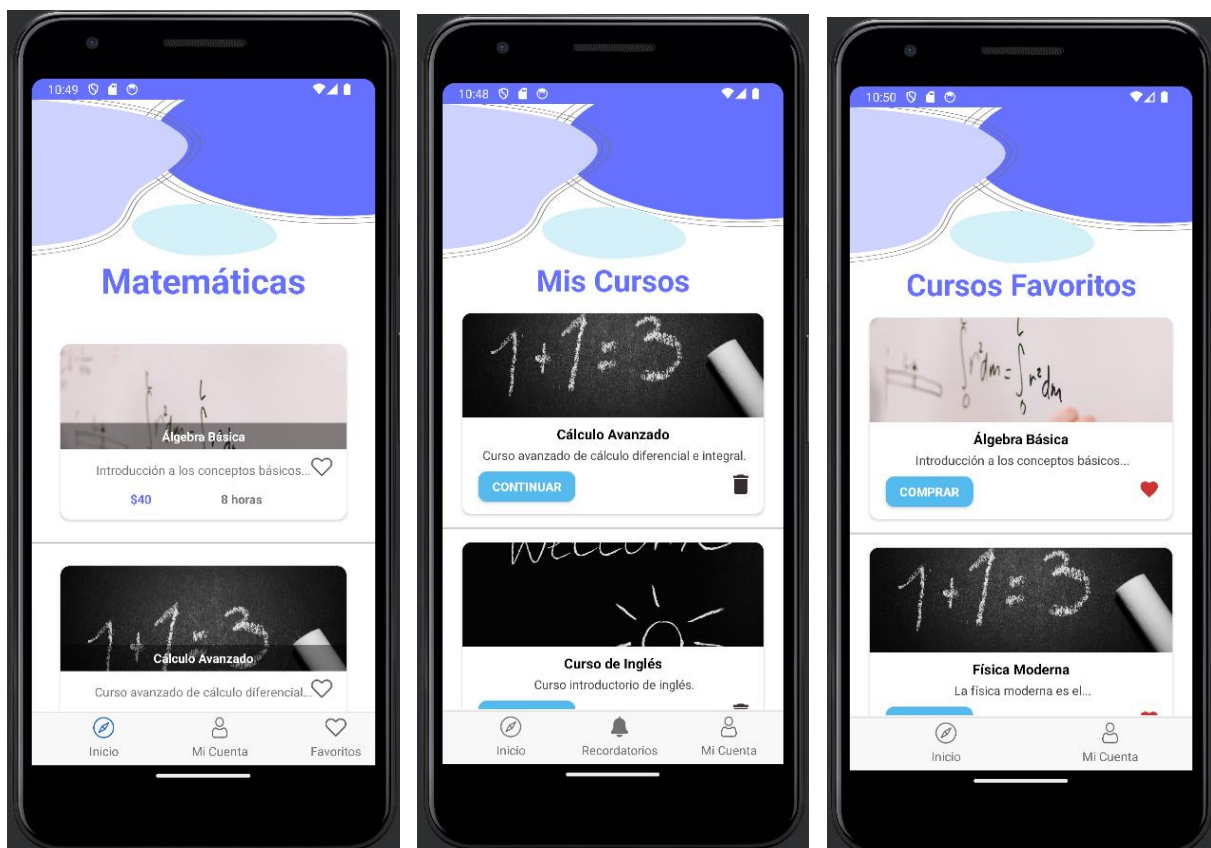 10:49
Matemáticas
Álgebra Básica
Introducción a los conceptos básicos...
$40 8 horas
1+1=3
Cálculo Avanzado
Curso avanzado de cálculo diferencial...
Inicio Mi Cuenta Favoritos
10:48
Mis Cursos
1+1=3
Cálculo Avanzado
Curso avanzado de cálculo diferencial e integral.
CONTINUAR
Welcome
Curso de Inglés
Curso introductorio de inglés.
Inicio Recordatorios Mi Cuenta
10:50
Cursos Favoritos
∫r²dm=∫r²dm
Álgebra Básica
Introducción a los conceptos básicos...
COMPRAR
1+1=3
Física Moderna
La física moderna es el...
Inicio Mi Cuenta